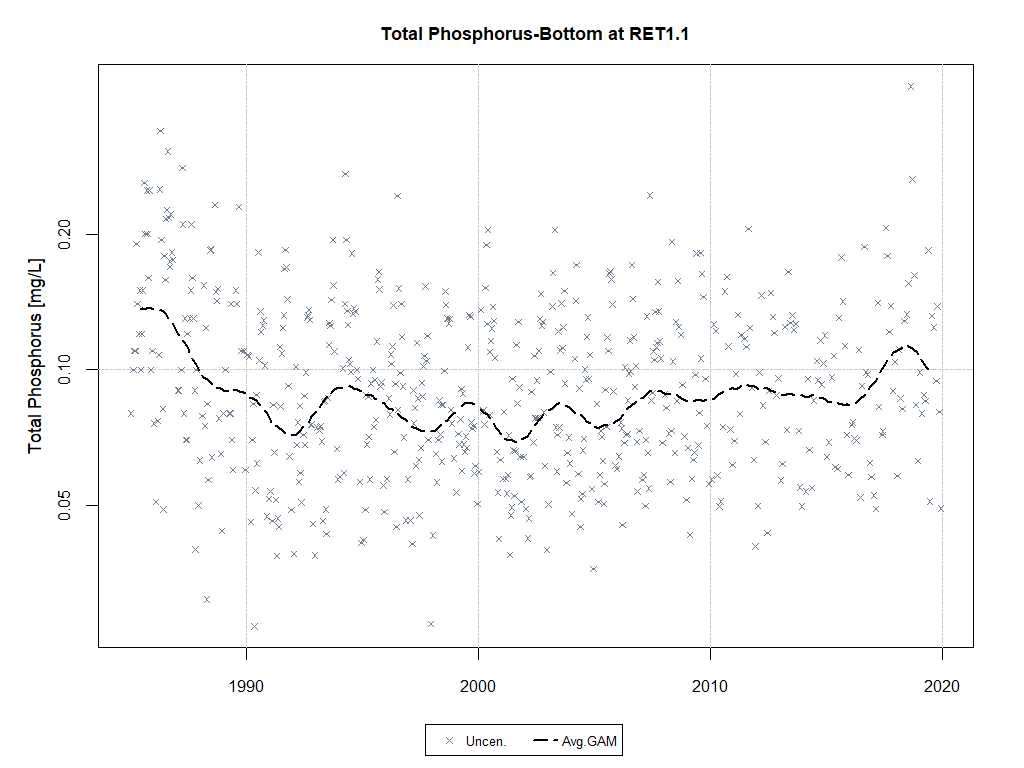 Total Phosphorus-Bottom at RET1.1
Total Phosphorus [mg/L]
0.20
0.10
0.05
1990 2000 2010 2020
Uncen. Avg.GAM